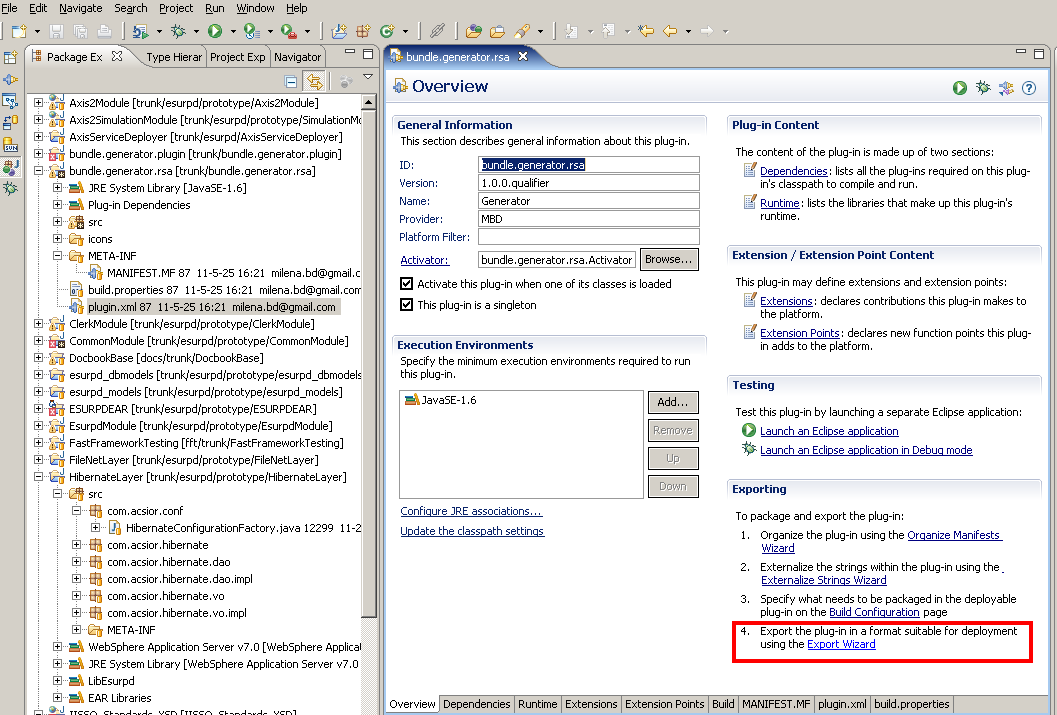 File Edit Navigate Search Project Run Window Help
Package Ex Type Hierar Project Exp Navigator
Axis2Module [trunk/esurpd/prototype/Axis2Module]
Axis2SimulationModule [trunk/esurpd/prototype/SimulationMo
AxisServiceDeployer [trunk/esurpd/AxisServiceDeployer]
bundle.generator.plugin [trunk/bundle.generator.plugin]
bundle.generator.rsa [trunk/bundle.generator.rsa]
JRE System Library [JavaSE-1.6]
Plug-in Dependencies
src
icons
META-INF
MANIFEST.MF 87 11-5-25 16:21 milena.bd@gmail.c
build.properties 87 11-5-25 16:21 milena.bd@gmail.com
plugin.xml 87 11-5-25 16:21 milena.bd@gmail.com
ClerkModule [trunk/esurpd/prototype/ClerkModule]
CommonModule [trunk/esurpd/prototype/CommonModule]
DocbookBase [docs/trunk/DocbookBase]
esurpd_dbmodels [trunk/esurpd/prototype/esurpd_dbmodels
esurpd_models [trunk/esurpd/prototype/esurpd_models]
ESURPDEAR [trunk/esurpd/prototype/ESURPDEAR]
EsurpdModule [trunk/esurpd/prototype/EsurpdModule]
FastFrameworkTesting [fft/trunk/FastFrameworkTesting]
FileNetLayer [trunk/esurpd/prototype/FileNetLayer]
HibernateLayer [trunk/esurpd/prototype/HibernateLayer]
src
com.acsior.conf
HibernateConfigurationFactory.java 12299 11-2
com.acsior.hibernate
com.acsior.hibernate.dao
com.acsior.hibernate.dao.impl
com.acsior.hibernate.vo
com.acsior.hibernate.vo.impl
META-INF
WebSphere Application Server v7.0 [WebSphere Applicat
JRE System Library [WebSphere Application Server v7.0
LibEsurpd
EAR Libraries
bundle.generator.rsa
Overview
General Information
This section describes general information about this plug-in.
ID: bundle.generator.rsa
Version: 1.0.0.qualifier
Name: Generator
Provider: MBD
Platform Filter:
Activator: bundle.generator.rsa.Activator Browse...
Activate this plug-in when one of its classes is loaded
This plug-in is a singleton
Execution Environments
Specify the minimum execution environments required to run
this plug-in.
JavaSE-1.6
Add...
Remove
Up
Down
Configure JRE associations...
Update the classpath settings
Plug-in Content
The content of the plug-in is made up of two sections:
Dependencies: lists all the plug-ins required on this plug-
in's classpath to compile and run.
Runtime: lists the libraries that make up this plug-in's
runtime.
Extension / Extension Point Content
This plug-in may define extensions and extension points:
Extensions: declares contributions this plug-in makes to
the platform.
Extension Points: declares new function points this plug-
in adds to the platform.
Testing
Test this plug-in by launching a separate Eclipse application:
Launch an Eclipse application
Launch an Eclipse application in Debug mode
Exporting
To package and export the plug-in:
1. Organize the plug-in using the Organize Manifests
Wizard
2. Externalize the strings within the plug-in using the
Externalize Strings Wizard
3. Specify what needs to be packaged in the deployable
plug-in on the Build Configuration page
4. Export the plug-in in a format suitable for deployment
using the Export Wizard
Overview Dependencies Runtime Extensions Extension Points Build MANIFEST.MF plugin.xml build.properties